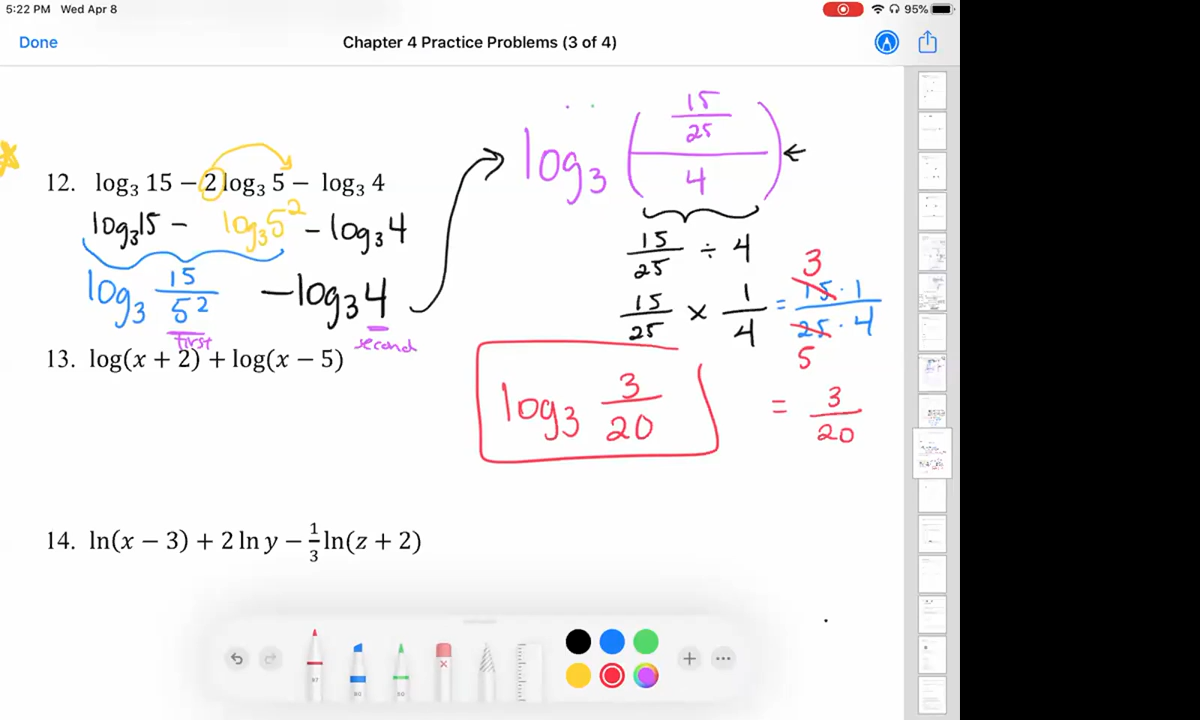 5:22 PM Wed Apr 8 95%
Done Chapter 4 Practice Problems (3 of 4)
12. log₃ 15 − 2 log₃ 5 − log₃ 4
log₃15 − log₃5² − log₃4
log₃ 15/5² − log₃4
first second
log₃ ((15/25)/4)
15/25 ÷ 4
15/25 × 1/4 = 15·1/25·4
3
5
= 3/20
log₃ 3/20
13. log(x + 2) + log(x − 5)
14. ln(x − 3) + 2 ln y − 1/3 ln(z + 2)